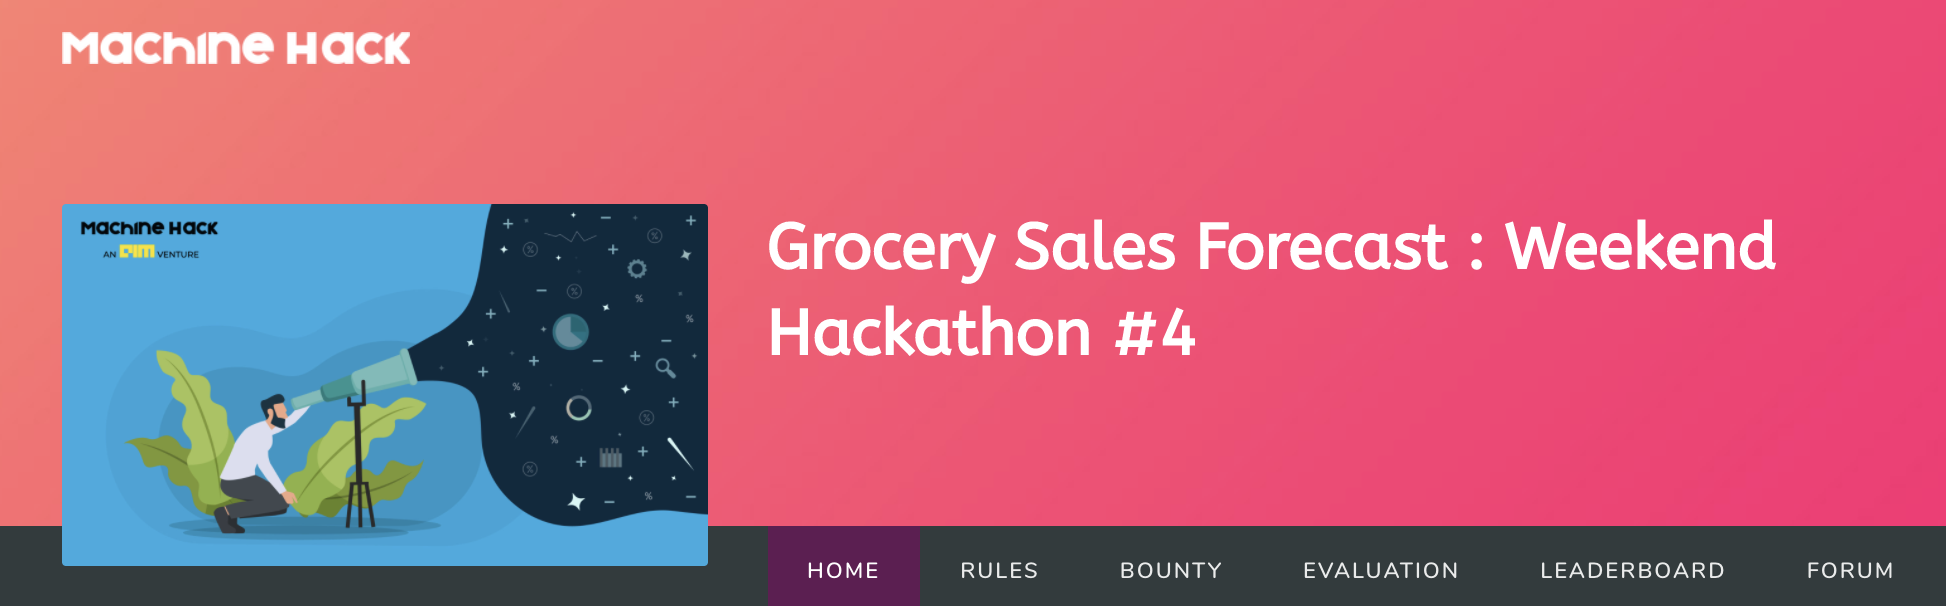 Machine Hack
Machine Hack
AN aim VENTURE
Grocery Sales Forecast : Weekend
Hackathon #4
HOME RULES BOUNTY EVALUATION LEADERBOARD FORUM